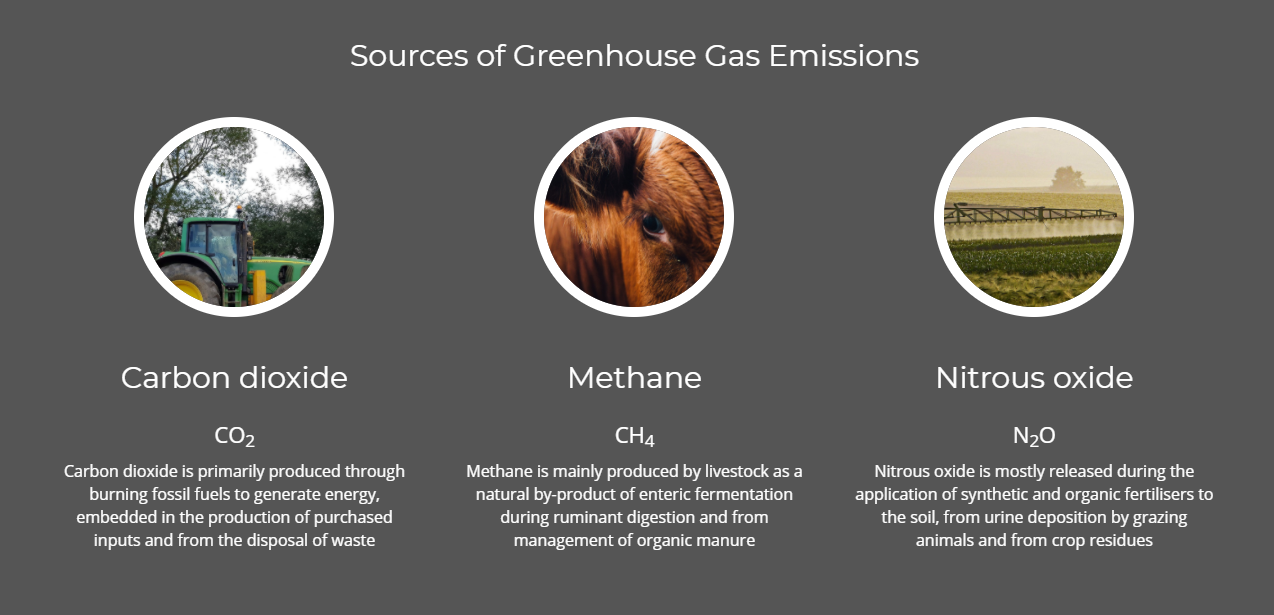 Sources of Greenhouse Gas Emissions
Carbon dioxide
CO₂
Carbon dioxide is primarily produced through
burning fossil fuels to generate energy,
embedded in the production of purchased
inputs and from the disposal of waste
Methane
CH₄
Methane is mainly produced by livestock as a
natural by-product of enteric fermentation
during ruminant digestion and from
management of organic manure
Nitrous oxide
N₂O
Nitrous oxide is mostly released during the
application of synthetic and organic fertilisers to
the soil, from urine deposition by grazing
animals and from crop residues